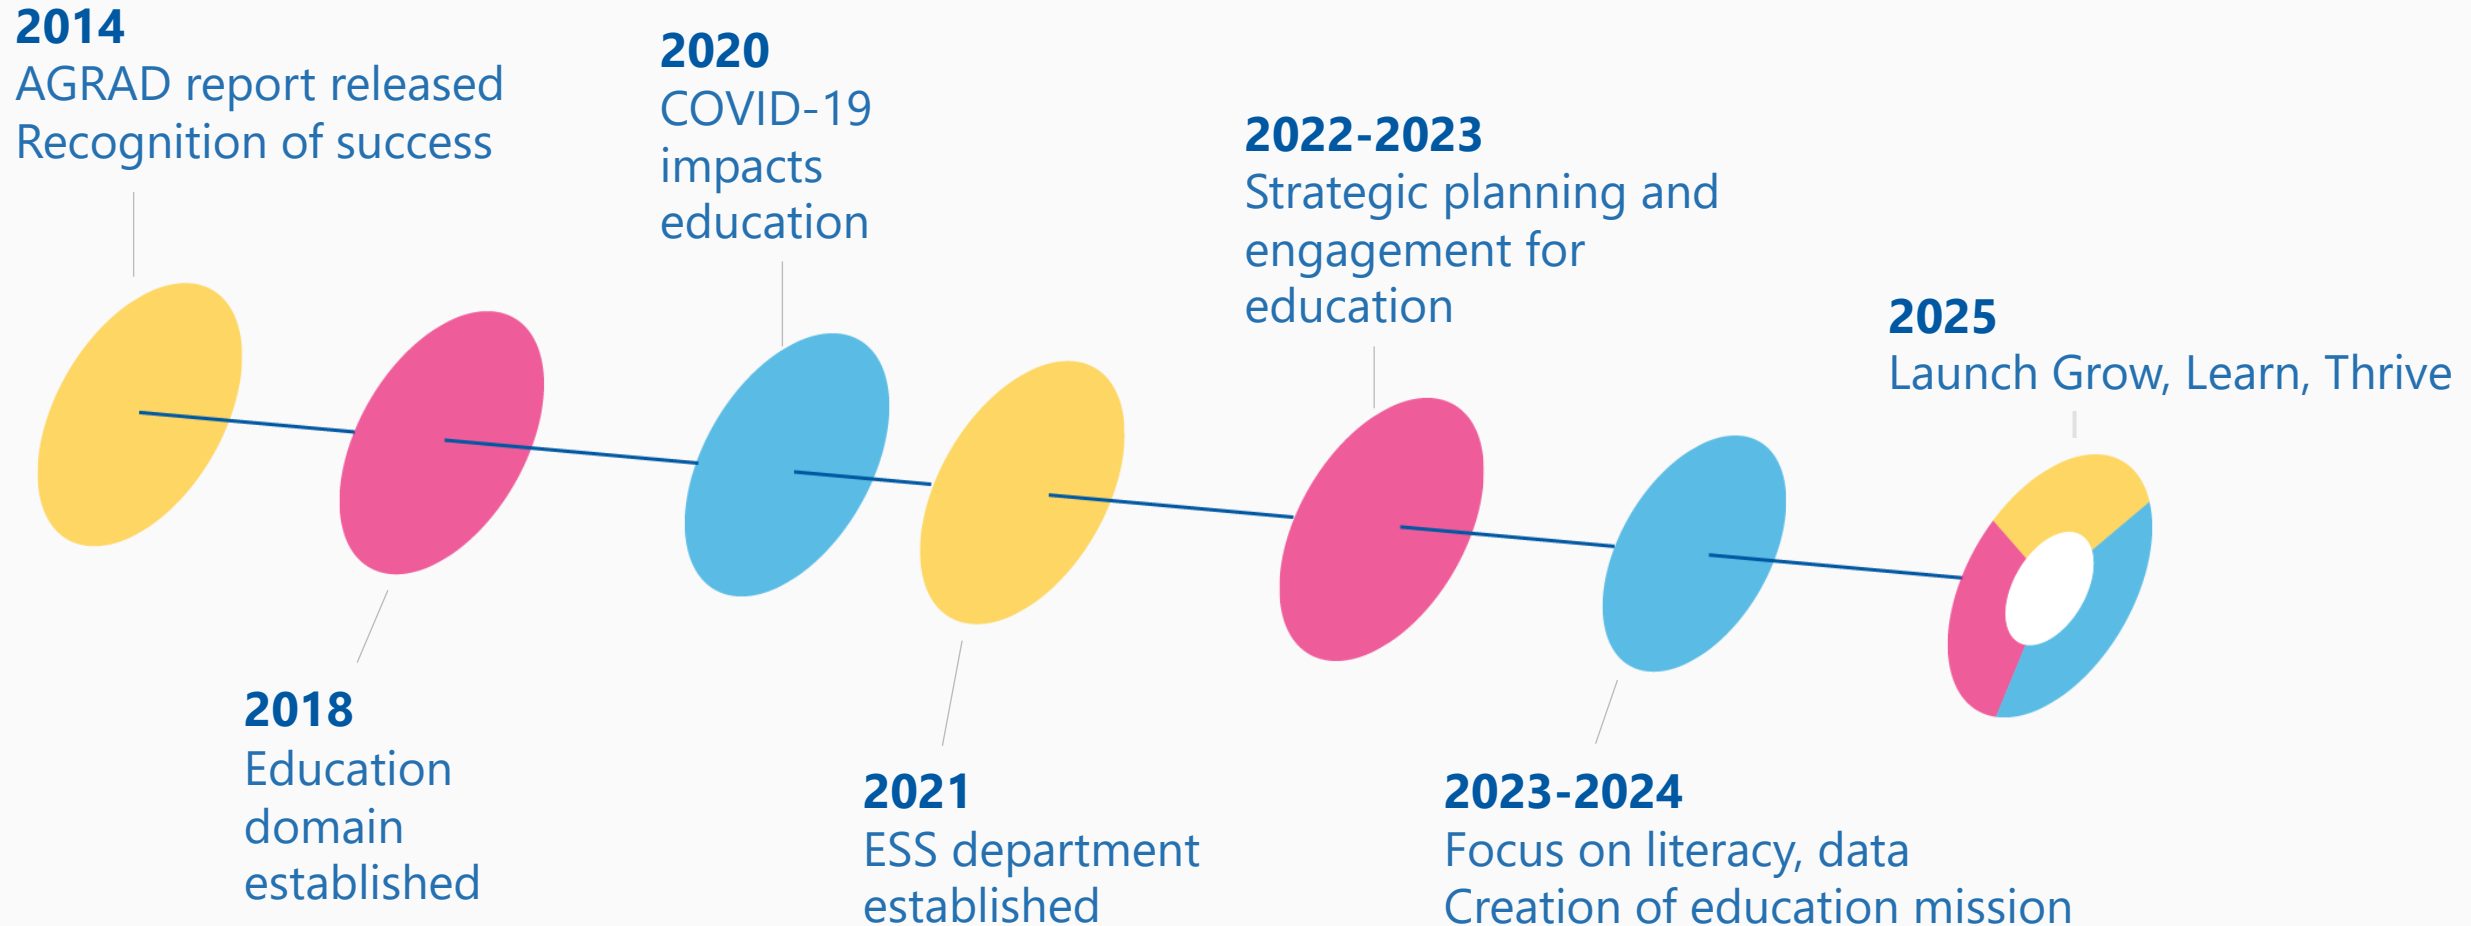 2014
AGRAD report released
Recognition of success
2018
Education
domain
established
2020
COVID-19
impacts
education
2021
ESS department
established
2022-2023
Strategic planning and
engagement for
education
2023-2024
Focus on literacy, data
Creation of education mission
2025
Launch Grow, Learn, Thrive